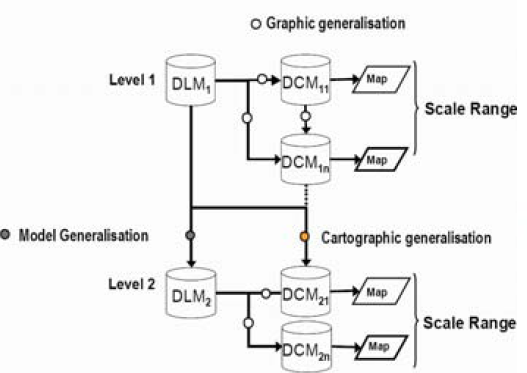 Graphic generalisation
Level 1
DLM1
DCM11
Map
Scale Range
DCM1n
Map
Model Generalisation
Cartographic generalisation
Level 2
DLM2
DCM21
Map
Scale Range
DCM2n
Map